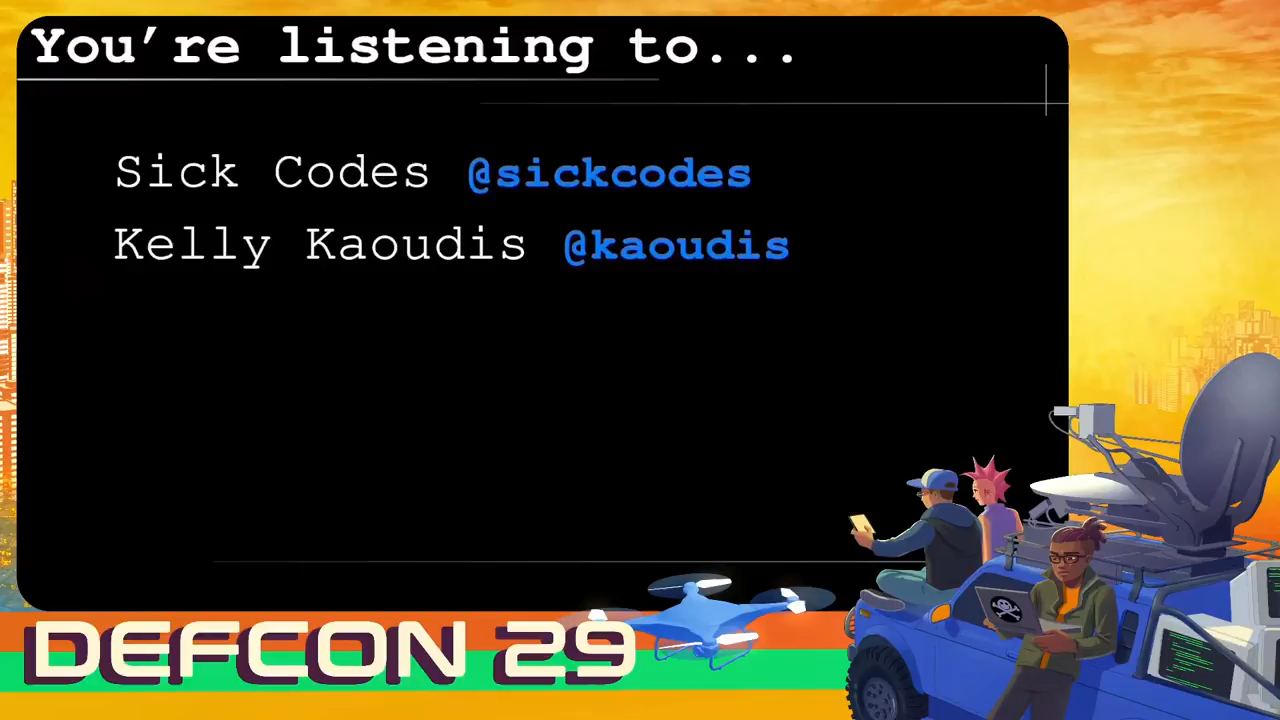 You’re listening to...
Sick Codes @sickcodes
Kelly Kaoudis @kaoudis
DEFCON 29